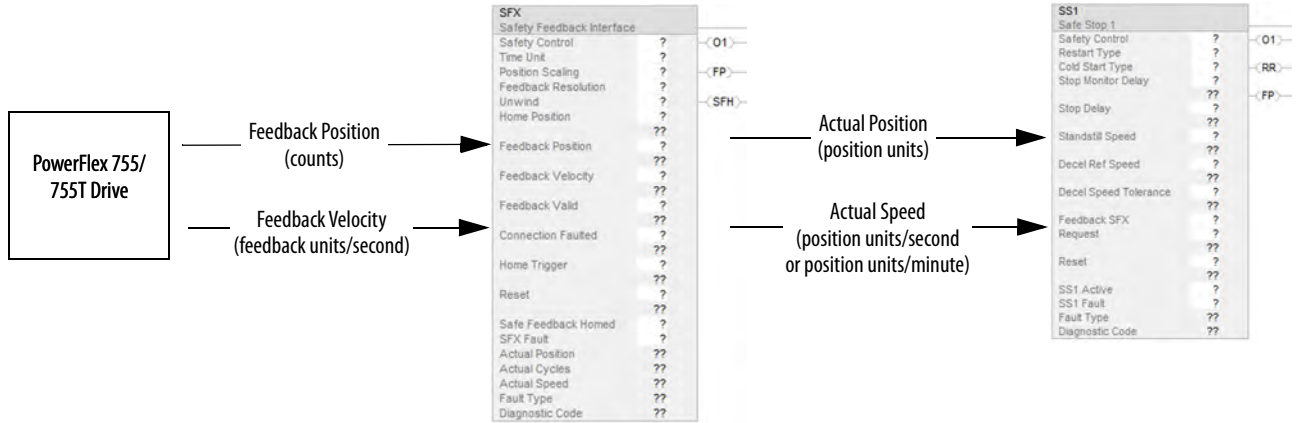 PowerFlex 755/
755T Drive
Feedback Position
(counts)
Feedback Velocity
(feedback units/second)
SFX
Safety Feedback Interface
Safety Control ?
Time Unit ?
Position Scaling ?
Feedback Resolution ?
Unwind ?
Home Position ?
??
Feedback Position ?
??
Feedback Velocity ?
??
Feedback Valid ?
??
Connection Faulted ?
??
Home Trigger ?
??
Reset ?
??
Safe Feedback Homed ?
SFX Fault ?
Actual Position ??
Actual Cycles ??
Actual Speed ??
Fault Type ??
Diagnostic Code ??
O1
FP
SFH
Actual Position
(position units)
Actual Speed
(position units/second
or position units/minute)
SS1
Safe Stop 1
Safety Control ?
Restart Type ?
Cold Start Type ?
Stop Monitor Delay ?
??
Stop Delay ?
??
Standstill Speed ?
??
Decel Ref Speed ?
??
Decel Speed Tolerance ?
??
Feedback SFX ?
Request ?
??
Reset ?
??
SS1 Active ?
SS1 Fault ?
Fault Type ??
Diagnostic Code ??
O1
RR
FP